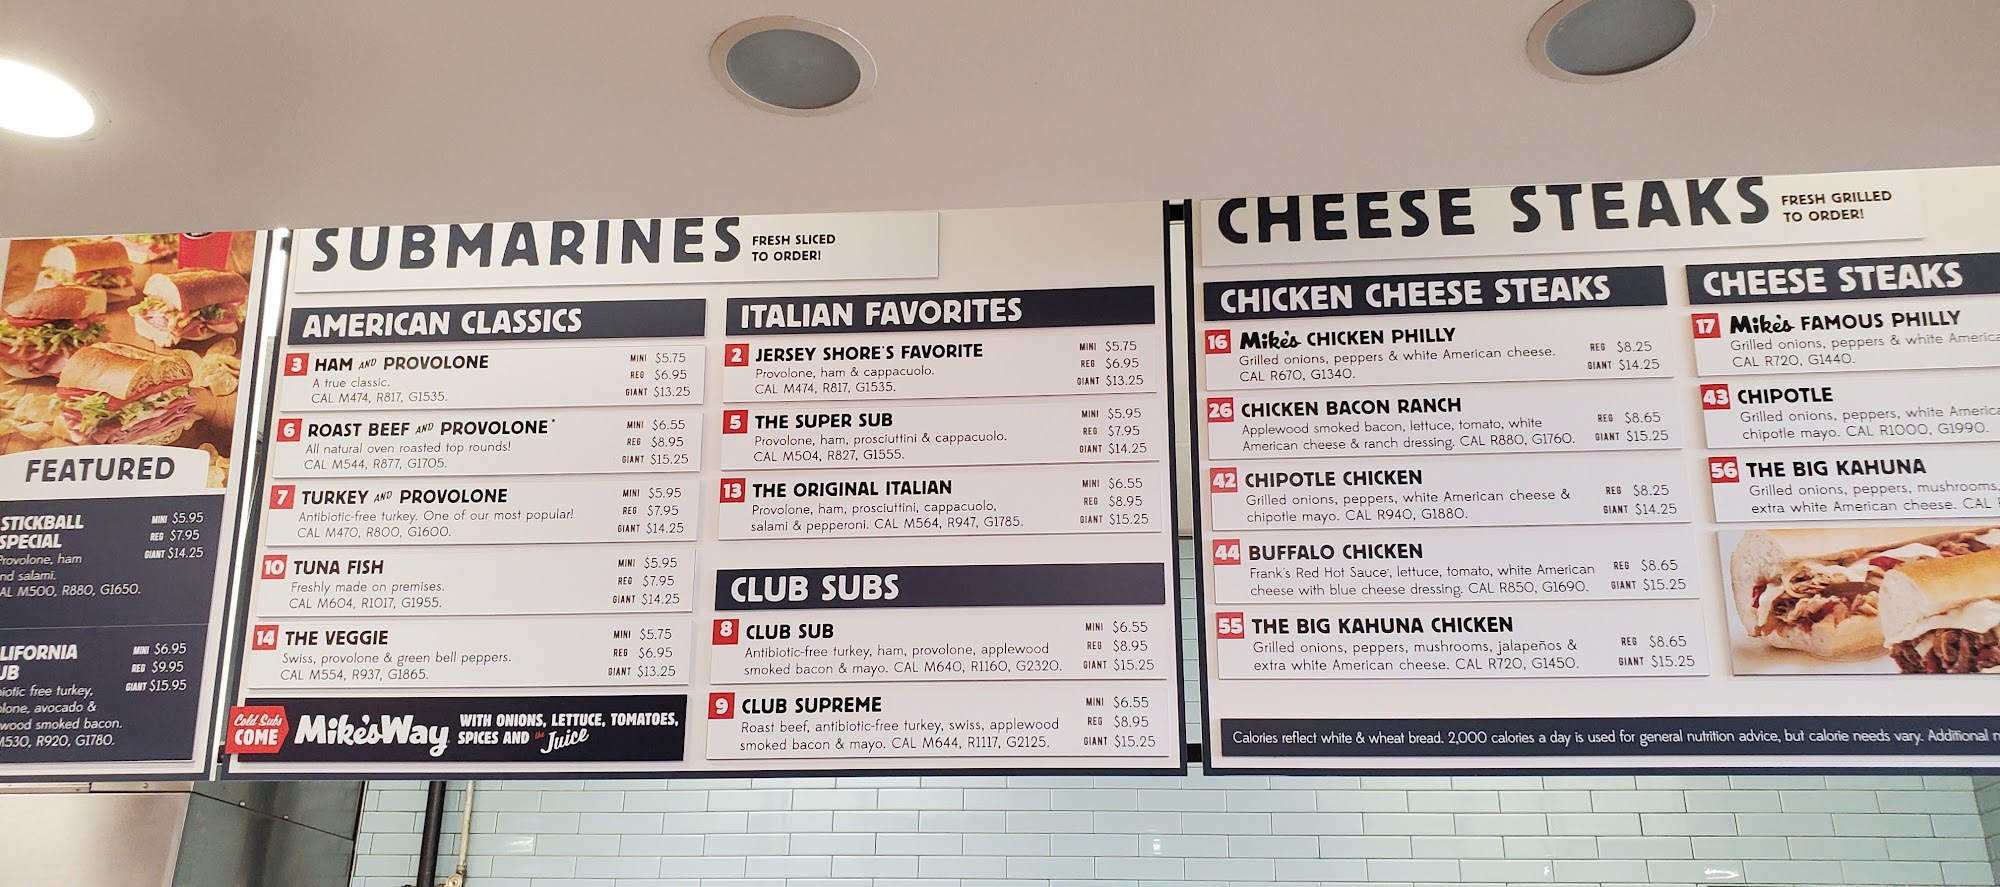 FEATURED
STICKBALL
SPECIAL
MINI $5.95
REG $7.95
GIANT $14.25
Provolone, ham
nd salami.
AL M500, R880, G1650.
LIFORNIA
UB
MINI $6.95
REG $9.95
GIANT $15.95
biotic free turkey,
lone, avocado &
wood smoked bacon.
M530, R920, G1780.
SUBMARINES
FRESH SLICED
TO ORDER!
AMERICAN CLASSICS
3 HAM AND PROVOLONE
A true classic.
CAL M474, R817, G1535.
MINI $5.75
REG $6.95
GIANT $13.25
6 ROAST BEEF AND PROVOLONE*
All natural oven roasted top rounds!
CAL M544, R877, G1705.
MINI $6.55
REG $8.95
GIANT $15.25
7 TURKEY AND PROVOLONE
Antibiotic-free turkey. One of our most popular!
CAL M470, R800, G1600.
MINI $5.95
REG $7.95
GIANT $14.25
10 TUNA FISH
Freshly made on premises.
CAL M604, R1017, G1955.
MINI $5.95
REG $7.95
GIANT $14.25
14 THE VEGGIE
Swiss, provolone & green bell peppers.
CAL M554, R937, G1865.
MINI $5.75
REG $6.95
GIANT $13.25
Cold Subs
COME
Mike's Way
WITH ONIONS, LETTUCE, TOMATOES,
SPICES AND the Juice
ITALIAN FAVORITES
2 JERSEY SHORE'S FAVORITE
Provolone, ham & cappacuolo.
CAL M474, R817, G1535.
MINI $5.75
REG $6.95
GIANT $13.25
5 THE SUPER SUB
Provolone, ham, prosciuttini & cappacuolo.
CAL M504, R827, G1555.
MINI $5.95
REG $7.95
GIANT $14.25
13 THE ORIGINAL ITALIAN
Provolone, ham, prosciuttini, cappacuolo,
salami & pepperoni. CAL M564, R947, G1785.
MINI $6.55
REG $8.95
GIANT $15.25
CLUB SUBS
8 CLUB SUB
Antibiotic-free turkey, ham, provolone, applewood
smoked bacon & mayo. CAL M640, R1160, G2320.
MINI $6.55
REG $8.95
GIANT $15.25
9 CLUB SUPREME
Roast beef, antibiotic-free turkey, swiss, applewood
smoked bacon & mayo. CAL M644, R1117, G2125.
MINI $6.55
REG $8.95
GIANT $15.25
CHEESE STEAKS
FRESH GRILLED
TO ORDER!
CHICKEN CHEESE STEAKS
16 Mike's CHICKEN PHILLY
Grilled onions, peppers & white American cheese.
CAL R670, G1340.
REG $8.25
GIANT $14.25
26 CHICKEN BACON RANCH
Applewood smoked bacon, lettuce, tomato, white
American cheese & ranch dressing. CAL R880, G1760.
REG $8.65
GIANT $15.25
42 CHIPOTLE CHICKEN
Grilled onions, peppers, white American cheese &
chipotle mayo. CAL R940, G1880.
REG $8.25
GIANT $14.25
44 BUFFALO CHICKEN
Frank's Red Hot Sauce, lettuce, tomato, white American
cheese with blue cheese dressing. CAL R850, G1690.
REG $8.65
GIANT $15.25
55 THE BIG KAHUNA CHICKEN
Grilled onions, peppers, mushrooms, jalapeños &
extra white American cheese. CAL R720, G1450.
REG $8.65
GIANT $15.25
CHEESE STEAKS
17 Mike's FAMOUS PHILLY
Grilled onions, peppers & white America
CAL R720, G1440.
43 CHIPOTLE
Grilled onions, peppers, white America
chipotle mayo. CAL R1000, G1990.
56 THE BIG KAHUNA
Grilled onions, peppers, mushrooms,
extra white American cheese. CAL
Calories reflect white & wheat bread. 2,000 calories a day is used for general nutrition advice, but calorie needs vary. Additional n